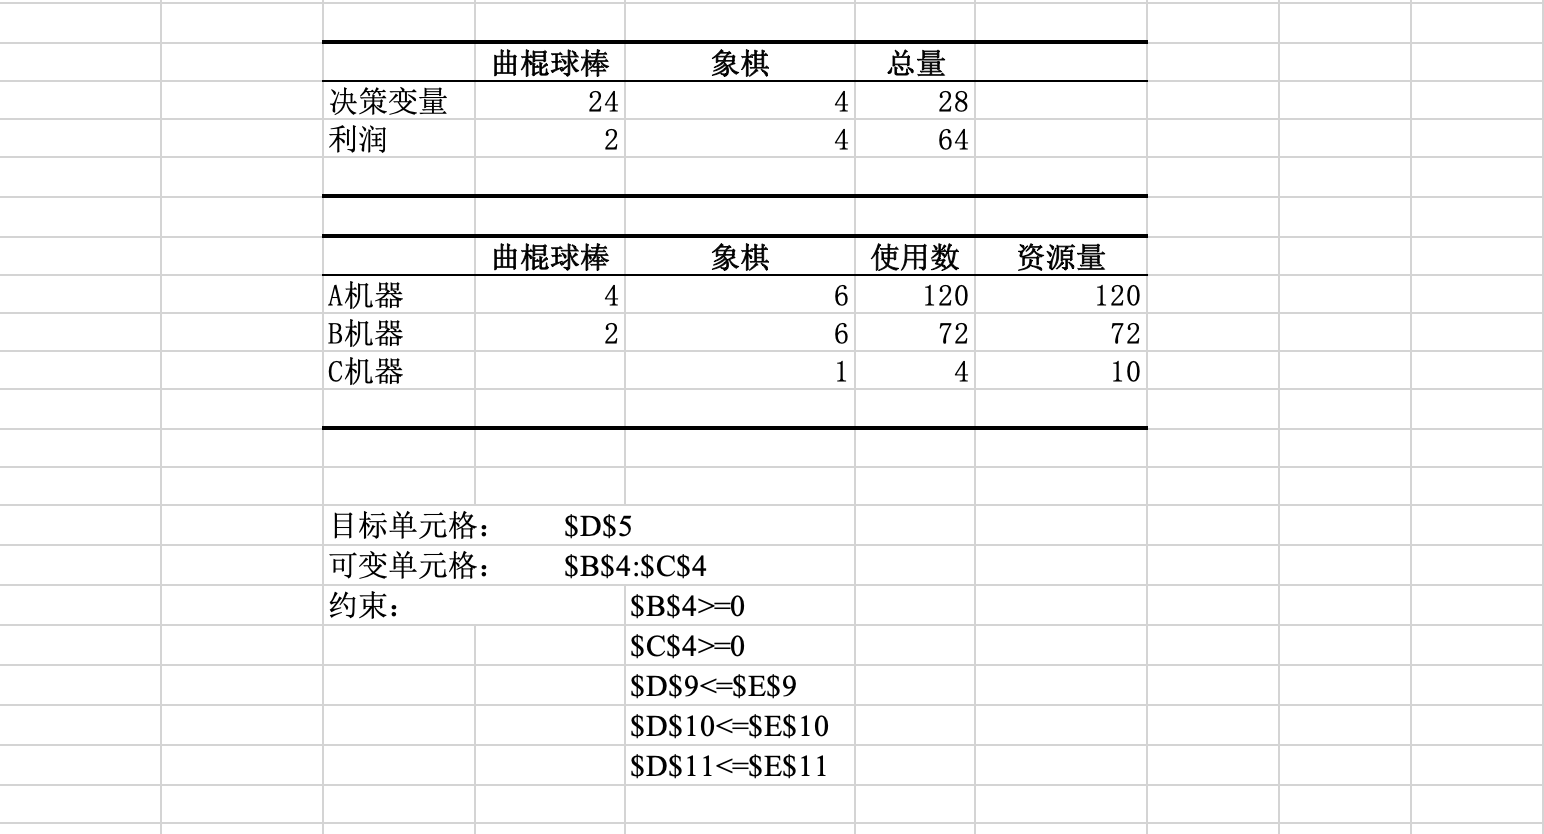 曲棍球棒 象棋 总量
决策变量 24 4 28
利润 2 4 64
曲棍球棒 象棋 使用数 资源量
A机器 4 6 120 120
B机器 2 6 72 72
C机器 1 4 10
目标单元格： $D$5
可变单元格： $B$4:$C$4
约束： $B$4>=0
$C$4>=0
$D$9<=$E$9
$D$10<=$E$10
$D$11<=$E$11